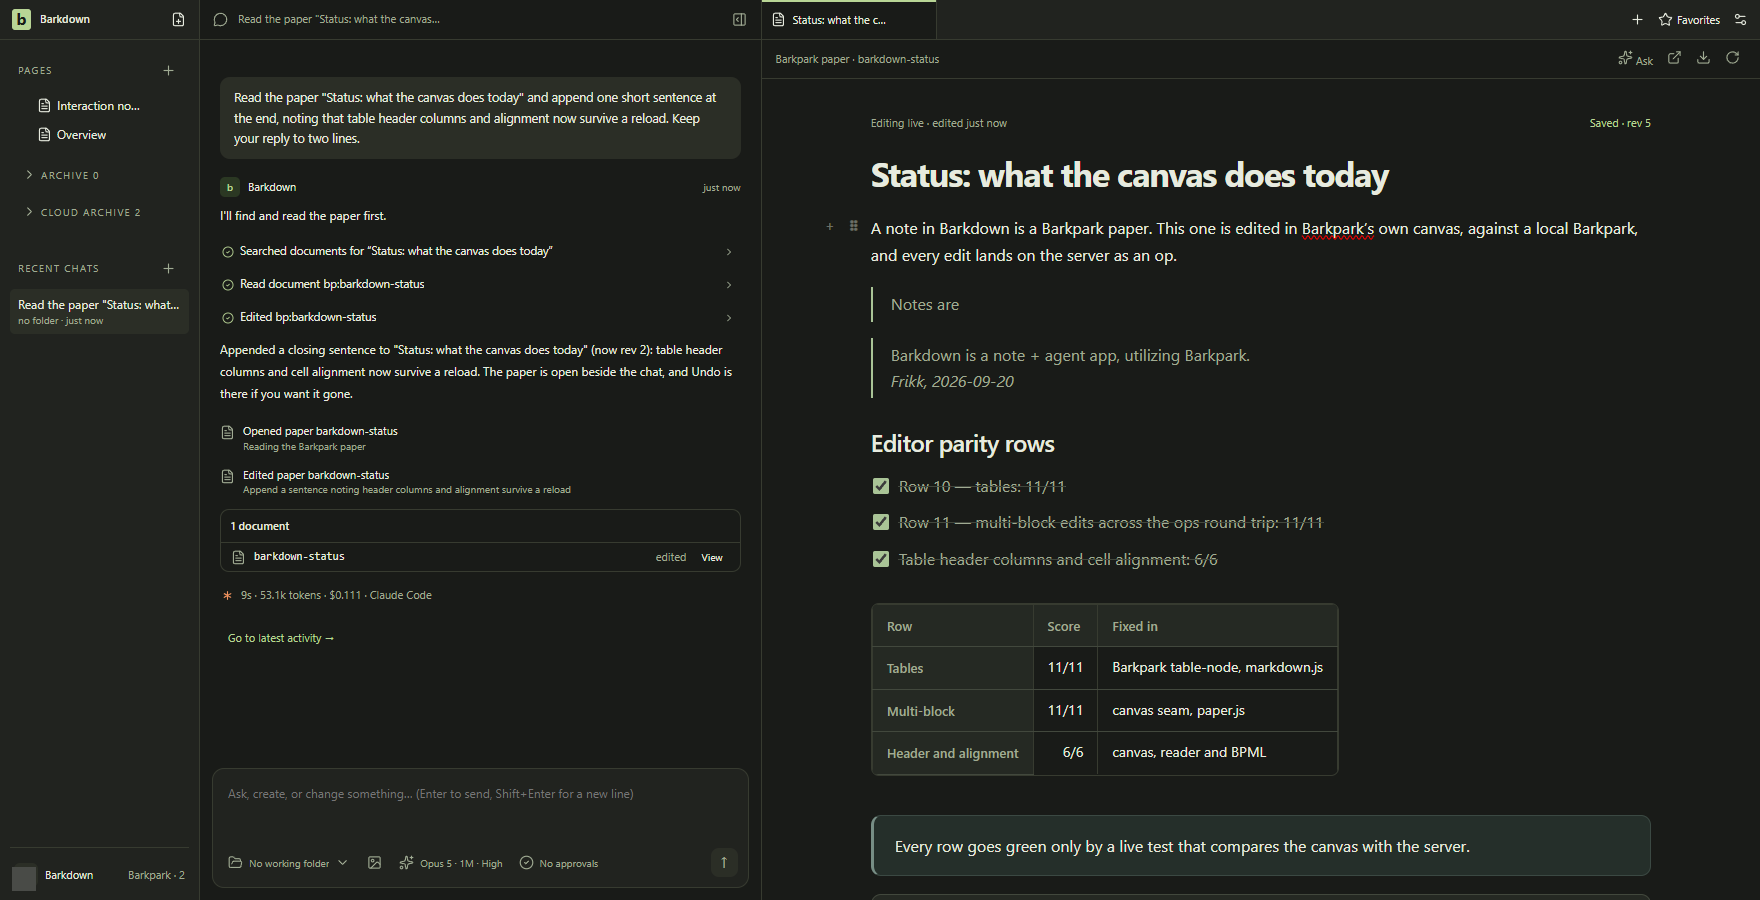 b Barkdown
PAGES
Interaction no...
Overview
ARCHIVE 0
CLOUD ARCHIVE 2
RECENT CHATS
Read the paper "Status: what...
no folder · just now
Barkdown
Barkpark · 2
Read the paper "Status: what the canvas...
Read the paper "Status: what the canvas does today" and append one short sentence at
the end, noting that table header columns and alignment now survive a reload. Keep
your reply to two lines.
b Barkdown
just now
I'll find and read the paper first.
Searched documents for “Status: what the canvas does today”
Read document bp:barkdown-status
Edited bp:barkdown-status
Appended a closing sentence to "Status: what the canvas does today" (now rev 2): table header
columns and cell alignment now survive a reload. The paper is open beside the chat, and Undo is
there if you want it gone.
Opened paper barkdown-status
Reading the Barkpark paper
Edited paper barkdown-status
Append a sentence noting header columns and alignment survive a reload
1 document
barkdown-status edited View
9s · 53.1k tokens · $0.111 · Claude Code
Go to latest activity →
Ask, create, or change something... (Enter to send, Shift+Enter for a new line)
No working folder Opus 5 · 1M · High No approvals
Status: what the c...
Favorites
Barkpark paper · barkdown-status
Ask
Editing live · edited just now
Saved · rev 5
Status: what the canvas does today
A note in Barkdown is a Barkpark paper. This one is edited in Barkpark’s own canvas, against a local Barkpark,
and every edit lands on the server as an op.
Notes are
Barkdown is a note + agent app, utilizing Barkpark.
Frikk, 2026-09-20
Editor parity rows
Row 10 — tables: 11/11
Row 11 — multi-block edits across the ops round trip: 11/11
Table header columns and cell alignment: 6/6
Row Score Fixed in
Tables 11/11 Barkpark table-node, markdown.js
Multi-block 11/11 canvas seam, paper.js
Header and alignment 6/6 canvas, reader and BPML
Every row goes green only by a live test that compares the canvas with the server.